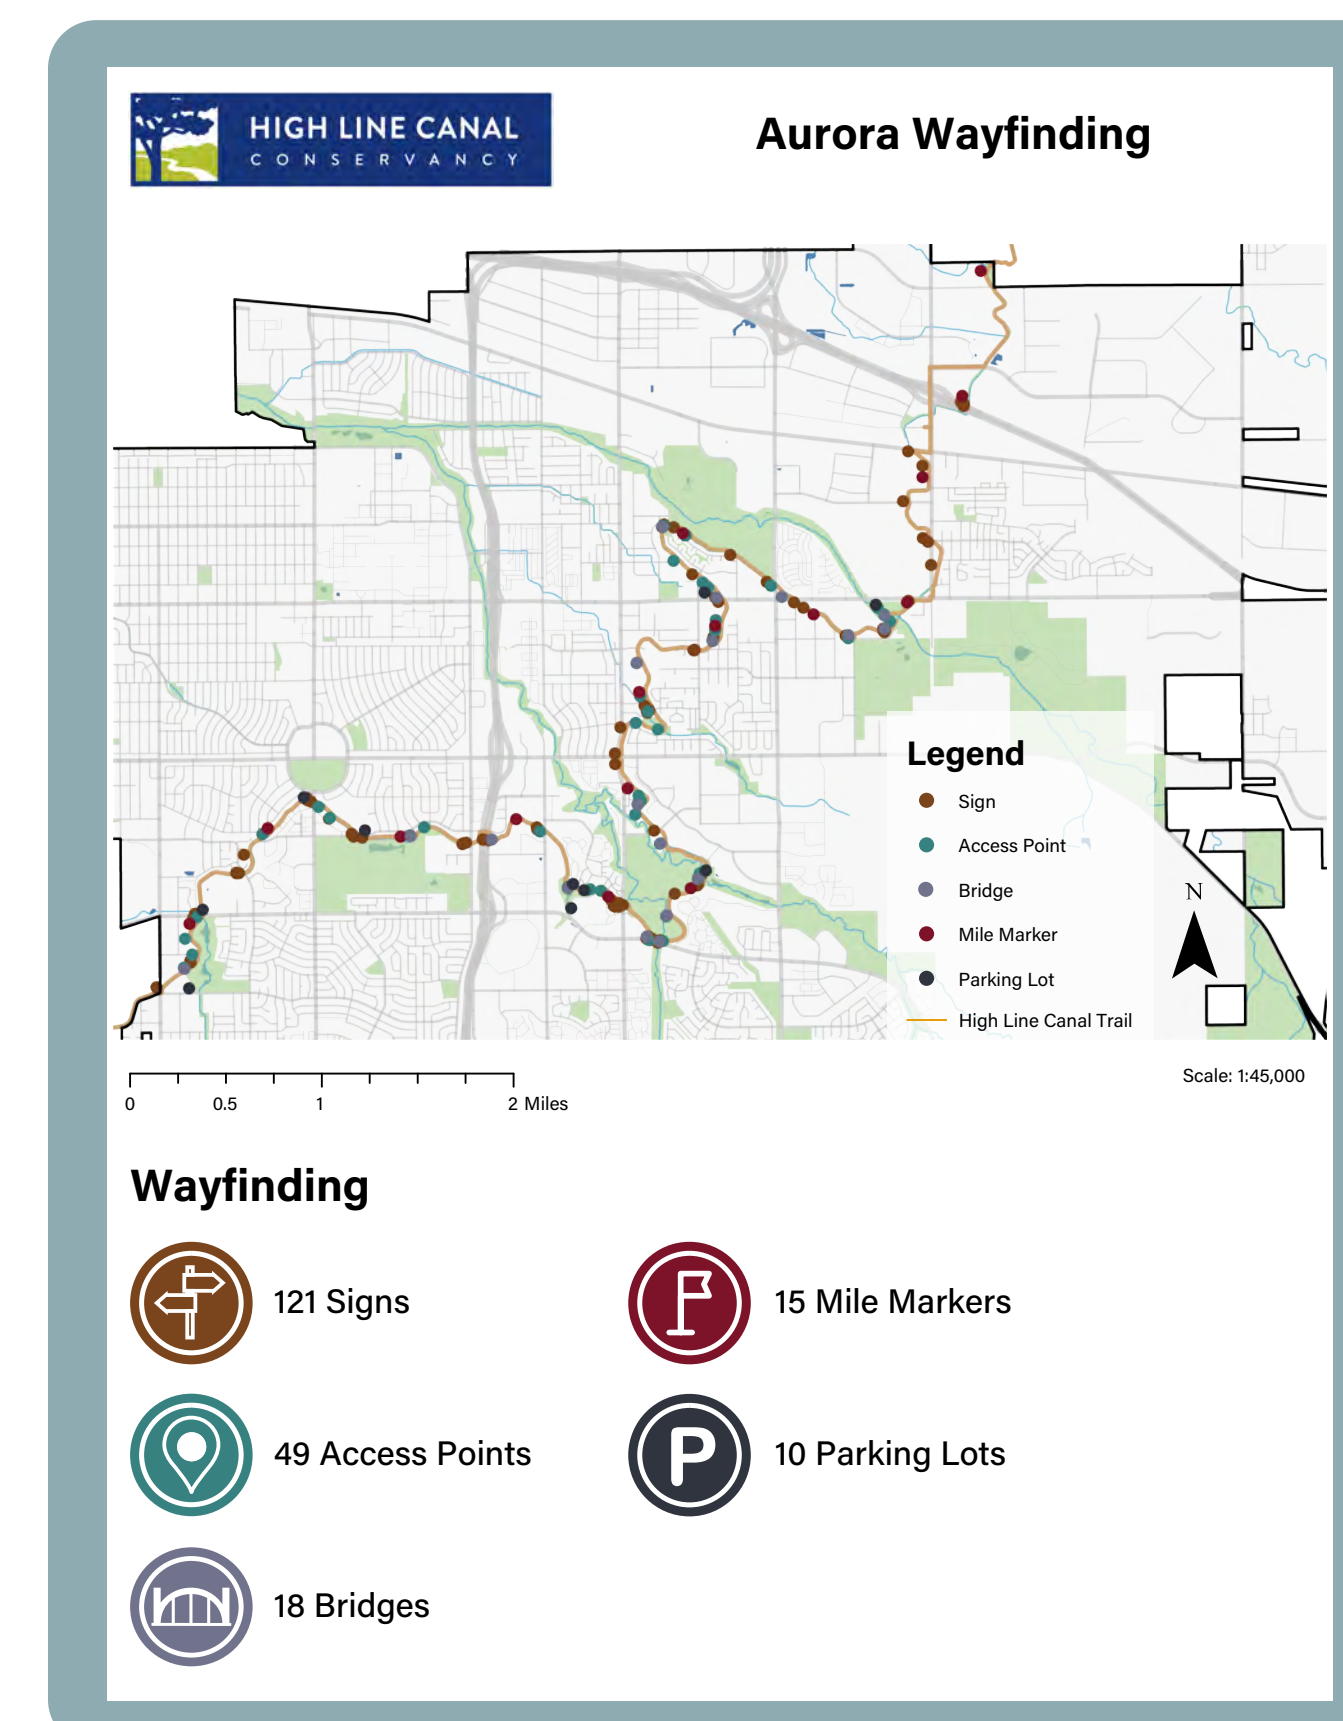 HIGH LINE CANAL
CONSERVANCY
Aurora Wayfinding
Legend
Sign
Access Point
Bridge
Mile Marker
Parking Lot
High Line Canal Trail
N
0 0.5 1 2 Miles
Scale: 1:45,000
Wayfinding
121 Signs
15 Mile Markers
49 Access Points
P
10 Parking Lots
18 Bridges